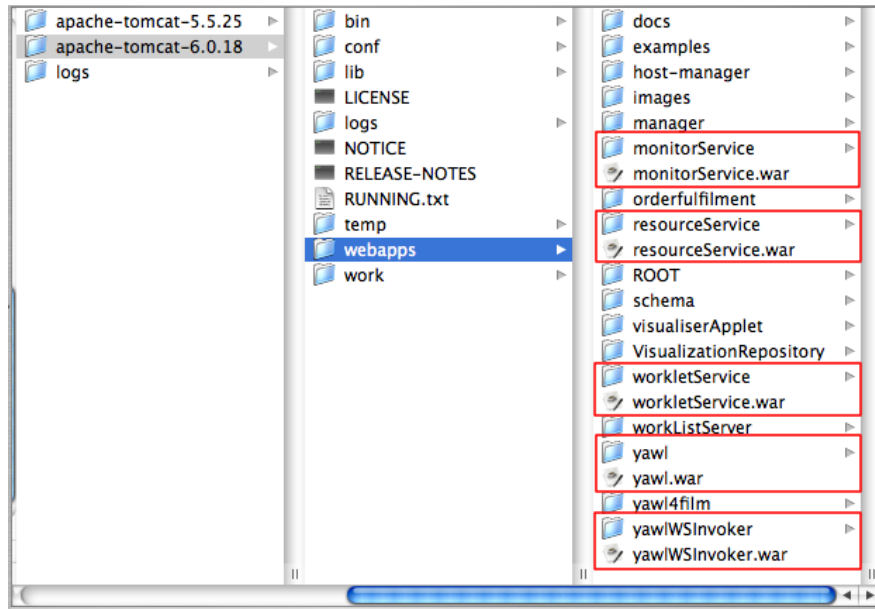 apache-tomcat-5.5.25
apache-tomcat-6.0.18
logs
bin
conf
lib
LICENSE
logs
NOTICE
RELEASE-NOTES
RUNNING.txt
temp
webapps
work
docs
examples
host-manager
images
manager
monitorService
monitorService.war
orderfulfilment
resourceService
resourceService.war
ROOT
schema
visualiserApplet
VisualizationRepository
workletService
workletService.war
workListServer
yawl
yawl.war
yawl4film
yawlWSInvoker
yawlWSInvoker.war